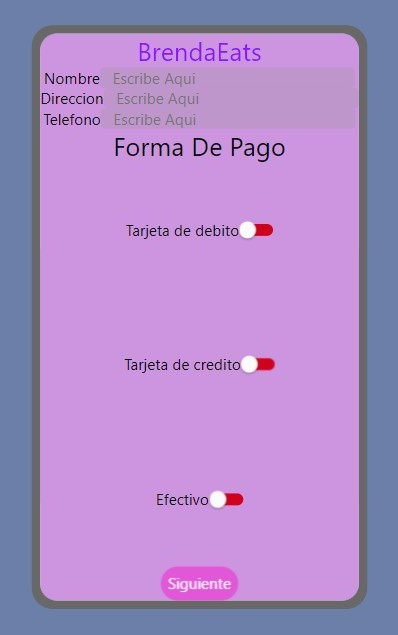 BrendaEats
Nombre Escribe Aqui
Direccion Escribe Aqui
Telefono Escribe Aqui
Forma De Pago
Tarjeta de debito
Tarjeta de credito
Efectivo
Siguiente